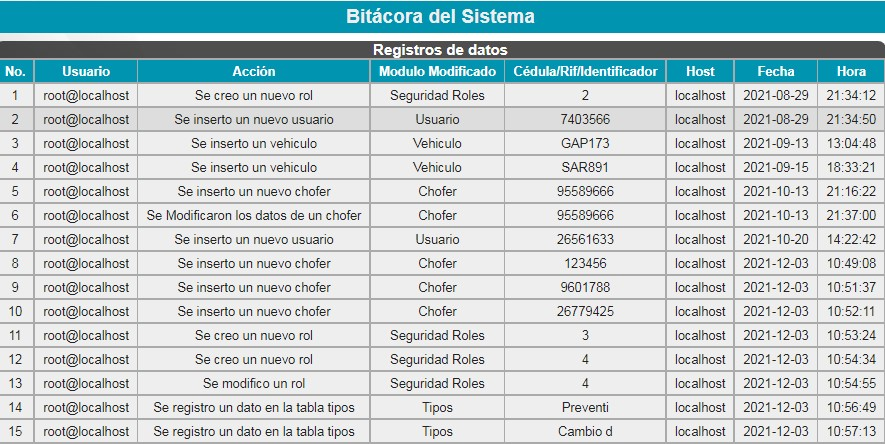 Bitácora del Sistema
Registros de datos
No. Usuario Acción Modulo Modificado Cédula/Rif/Identificador Host Fecha Hora
1 root@localhost Se creo un nuevo rol Seguridad Roles 2 localhost 2021-08-29 21:34:12
2 root@localhost Se inserto un nuevo usuario Usuario 7403566 localhost 2021-08-29 21:34:50
3 root@localhost Se inserto un vehiculo Vehiculo GAP173 localhost 2021-09-13 13:04:48
4 root@localhost Se inserto un vehiculo Vehiculo SAR891 localhost 2021-09-15 18:33:21
5 root@localhost Se inserto un nuevo chofer Chofer 95589666 localhost 2021-10-13 21:16:22
6 root@localhost Se Modificaron los datos de un chofer Chofer 95589666 localhost 2021-10-13 21:37:00
7 root@localhost Se inserto un nuevo usuario Usuario 26561633 localhost 2021-10-20 14:22:42
8 root@localhost Se inserto un nuevo chofer Chofer 123456 localhost 2021-12-03 10:49:08
9 root@localhost Se inserto un nuevo chofer Chofer 9601788 localhost 2021-12-03 10:51:37
10 root@localhost Se inserto un nuevo chofer Chofer 26779425 localhost 2021-12-03 10:52:11
11 root@localhost Se creo un nuevo rol Seguridad Roles 3 localhost 2021-12-03 10:53:24
12 root@localhost Se creo un nuevo rol Seguridad Roles 4 localhost 2021-12-03 10:54:34
13 root@localhost Se modifico un rol Seguridad Roles 4 localhost 2021-12-03 10:54:55
14 root@localhost Se registro un dato en la tabla tipos Tipos Preventi localhost 2021-12-03 10:56:49
15 root@localhost Se registro un dato en la tabla tipos Tipos Cambio d localhost 2021-12-03 10:57:13